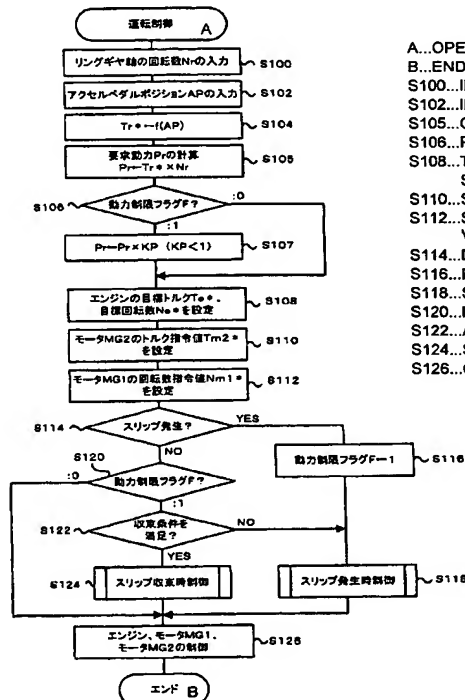 運転制御 A
リングギヤ軸の回転数Nrの入力 S100
アクセルペダルポジションAPの入力 S102
Tr*←f(AP) S104
要求動力Prの計算
Pr←Tr*×Nr S105
S106 動力制限フラグF? :0
:1
Pr←Pr×KP (KP<1) S107
エンジンの目標トルクTe*、
目標回転数Ne*を設定 S108
モータMG2のトルク指令値Tm2*
を設定 S110
モータMG1の回転数指令値Nm1*
を設定 S112
S114 スリップ発生? YES
NO
動力制限フラグF←1 S116
S120
:0 動力制限フラグF?
:1
S122 収束条件を
満足? NO
YES
S124 スリップ収束時制御
スリップ発生時制御 S118
エンジン、モータMG1、
モータMG2の制御 S126
エンド B
A...OPE
B...END
S100...I
S102...I
S105...
S106...
S108...T
S110...S
S112...S
S114...
S116...
S118...S
S120...
S122...A
S124...S
S126...